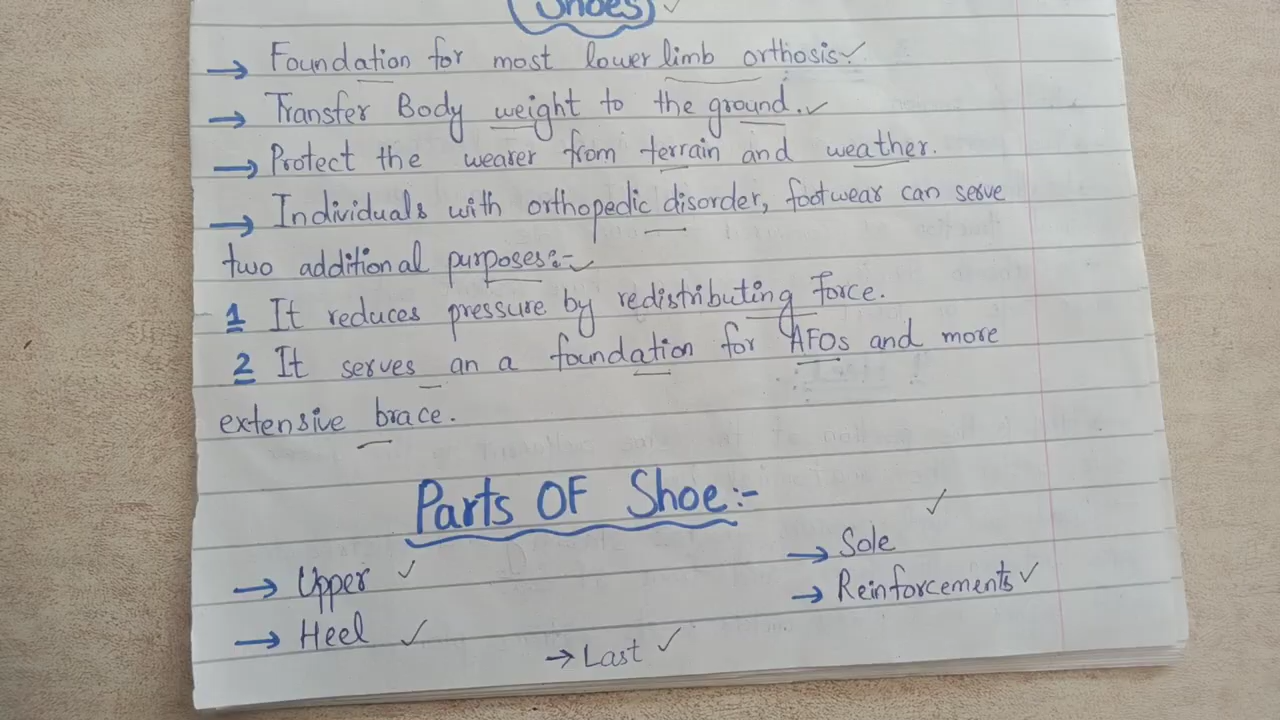 (Shoes) ✓
→ Foundation for most lower limb orthosis. ✓
→ Transfer Body weight to the ground. ✓
→ Protect the wearer from terrain and weather.
→ Individuals with orthopedic disorder, footwear can serve
two additional purposes:- ✓
1 It reduces pressure by redistributing force.
2 It serves an a foundation for AFOs and more
extensive brace.
Parts OF Shoe:-
→ Upper ✓
→ Heel ✓
→ Sole ✓
→ Reinforcements ✓
→ Last ✓